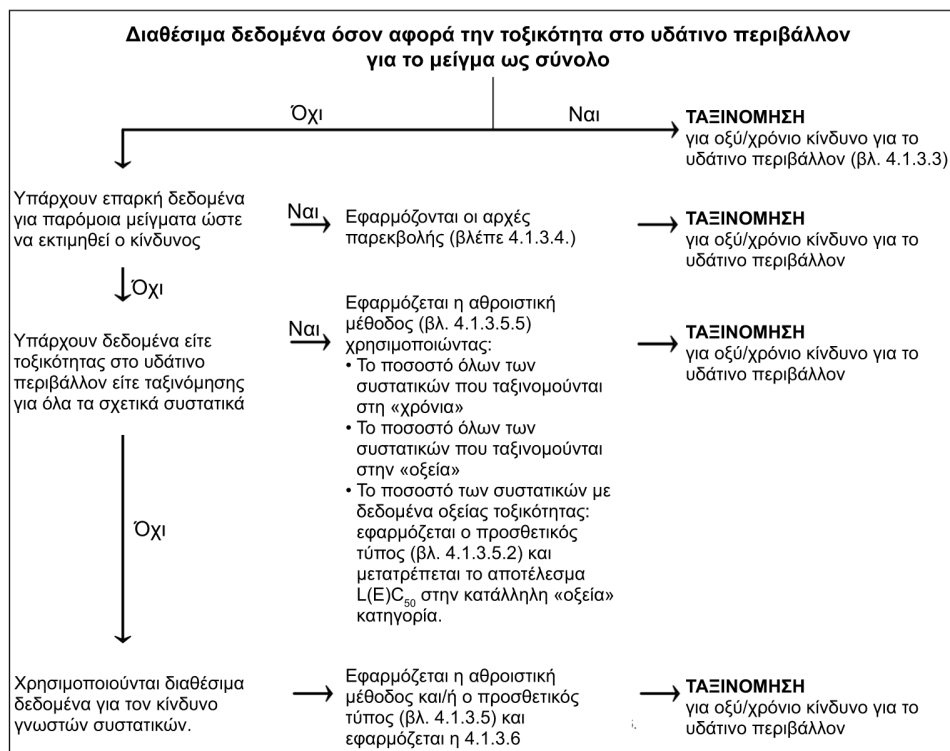 Διαθέσιμα δεδομένα όσον αφορά την τοξικότητα στο υδάτινο περιβάλλον
για το μείγμα ως σύνολο
Όχι
Ναι
ΤΑΞΙΝΟΜΗΣΗ
για οξύ/χρόνιο κίνδυνο για το
υδάτινο περιβάλλον (βλ. 4.1.3.3)
Υπάρχουν επαρκή δεδομένα
για παρόμοια μείγματα ώστε
να εκτιμηθεί ο κίνδυνος
Ναι
Εφαρμόζονται οι αρχές
παρεκβολής (βλέπε 4.1.3.4.)
ΤΑΞΙΝΟΜΗΣΗ
για οξύ/χρόνιο κίνδυνο για το
υδάτινο περιβάλλον
Όχι
Υπάρχουν δεδομένα είτε
τοξικότητας στο υδάτινο
περιβάλλον είτε ταξινόμησης
για όλα τα σχετικά συστατικά
Ναι
Εφαρμόζεται η αθροιστική
μέθοδος (βλ. 4.1.3.5.5)
χρησιμοποιώντας:
• Το ποσοστό όλων των
συστατικών που ταξινομούνται
στη «χρόνια»
• Το ποσοστό όλων των
συστατικών που ταξινομούνται
στην «οξεία»
• Το ποσοστό των συστατικών με
δεδομένα οξείας τοξικότητας:
εφαρμόζεται ο προσθετικός
τύπος (βλ. 4.1.3.5.2) και
μετατρέπεται το αποτέλεσμα
L(E)C50 στην κατάλληλη «οξεία»
κατηγορία.
ΤΑΞΙΝΟΜΗΣΗ
για οξύ/χρόνιο κίνδυνο για το
υδάτινο περιβάλλον
Όχι
Χρησιμοποιούνται διαθέσιμα
δεδομένα για τον κίνδυνο
γνωστών συστατικών.
Εφαρμόζεται η αθροιστική
μέθοδος και/ή ο προσθετικός
τύπος (βλ. 4.1.3.5) και
εφαρμόζεται η 4.1.3.6
ΤΑΞΙΝΟΜΗΣΗ
για οξύ/χρόνιο κίνδυνο για το
υδάτινο περιβάλλον